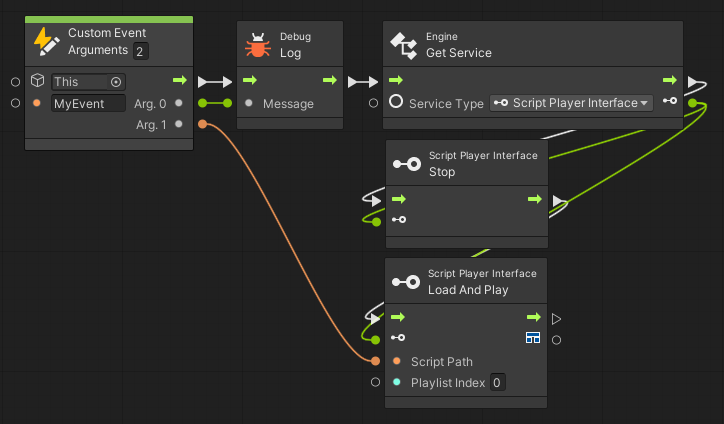 Custom Event
Arguments 2
This
MyEvent
Arg. 0
Arg. 1
Debug
Log
Message
Engine
Get Service
Service Type
Script Player Interface
Script Player Interface
Stop
Script Player Interface
Load And Play
Script Path
Playlist Index 0